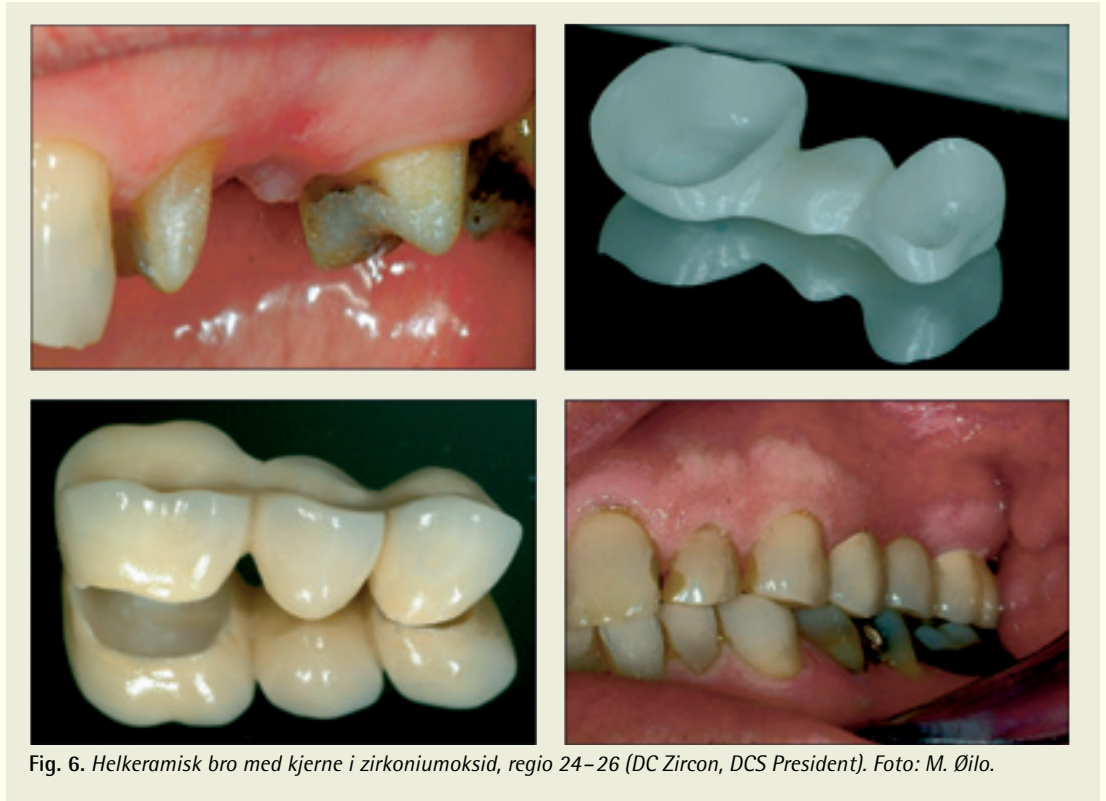 Fig. 6. Helkeramisk bro med kjerne i zirkoniumoksid, regio 24–26 (DC Zircon, DCS President). Foto: M. Øilo.